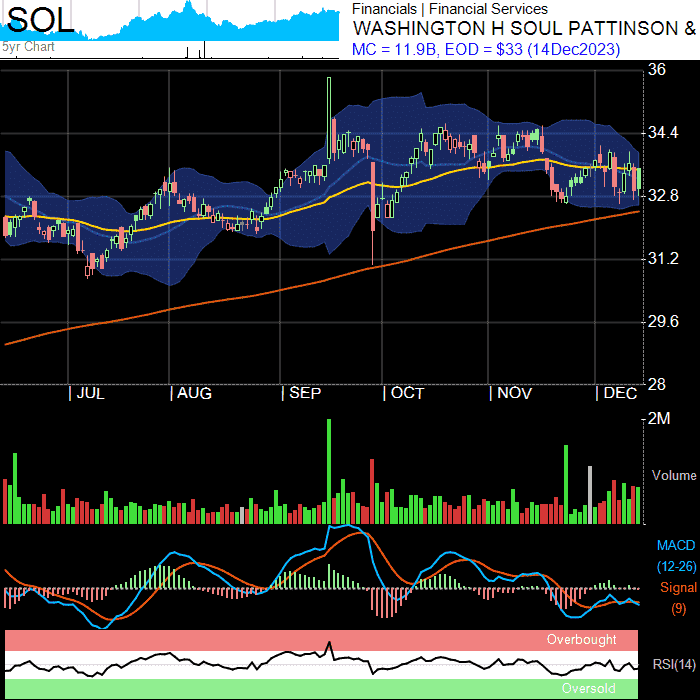 SOL
5yr Chart
Financials | Financial Services
WASHINGTON H SOUL PATTINSON &
MC = 11.9B, EOD = $33 (14Dec2023)
36
34.4
32.8
31.2
29.6
28
JUL AUG SEP OCT NOV DEC
2M
Volume
MACD
(12-26)
Signal
(9)
Overbought
RSI(14)
Oversold